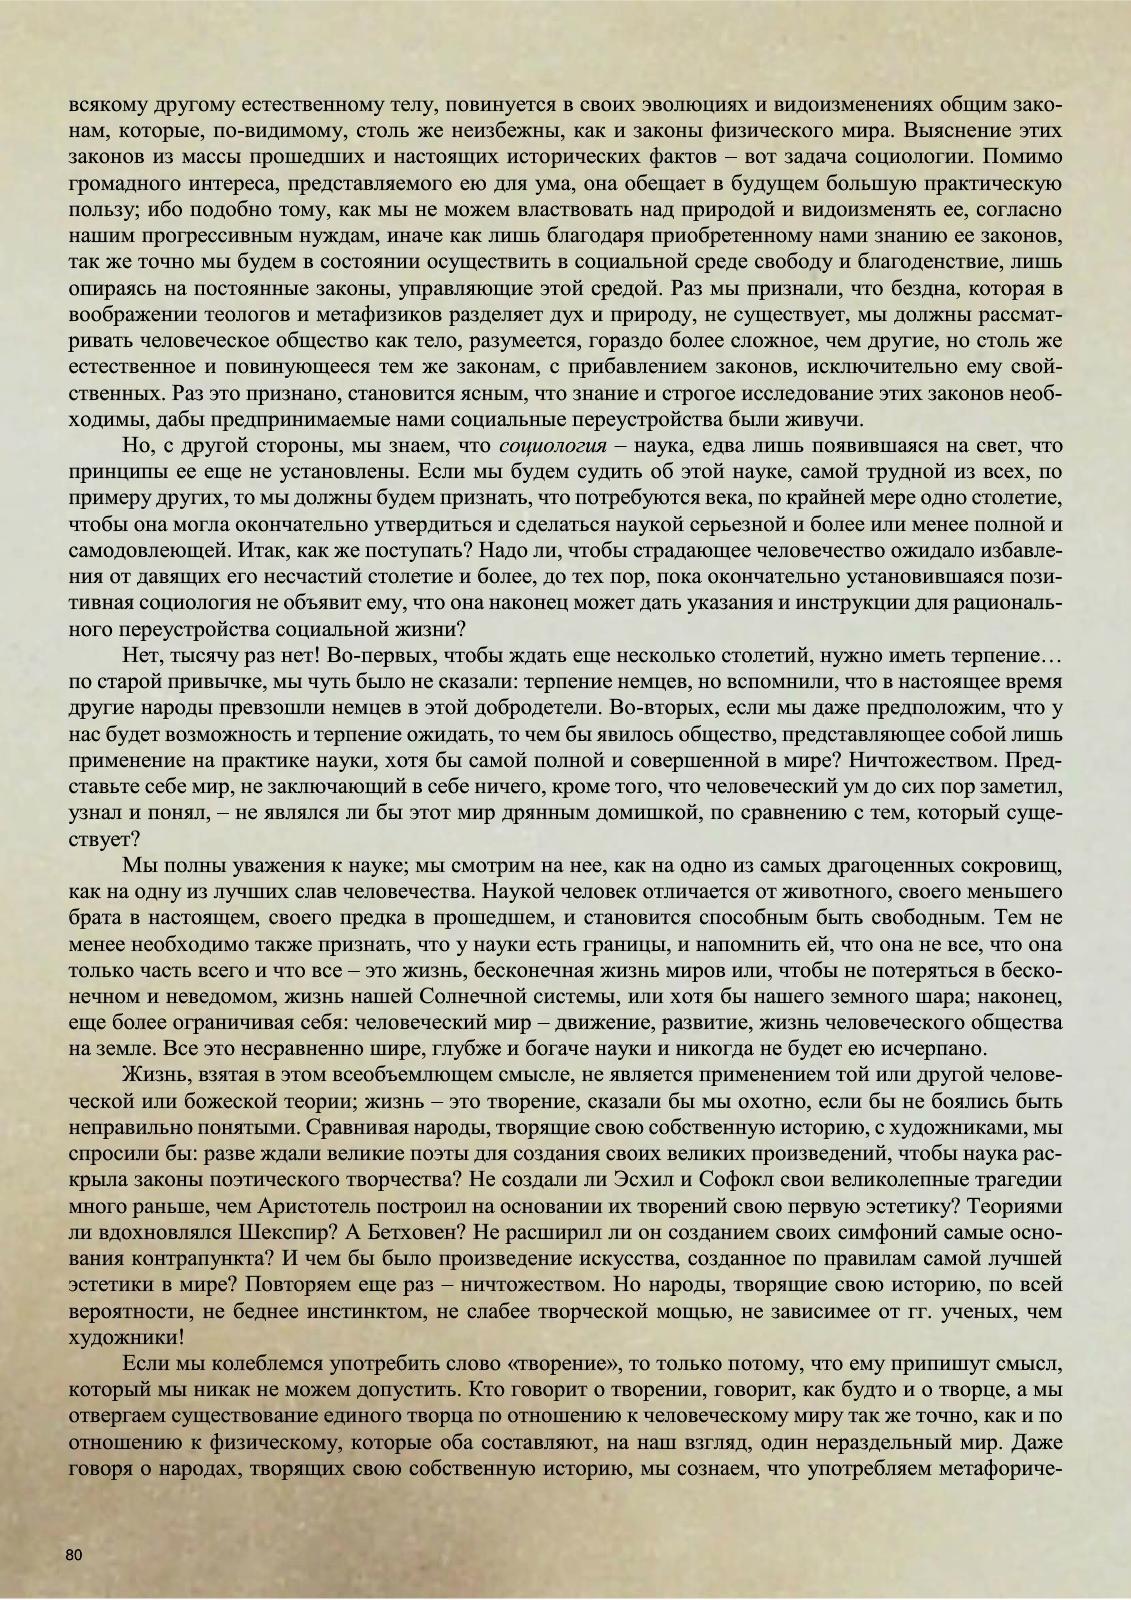 всякому другому естественному телу, повинуется в своих эволюциях и видоизменениях общим зако-
нам, которые, по-видимому, столь же неизбежны, как и законы физического мира. Выяснение этих
законов из массы прошедших и настоящих исторических фактов – вот задача социологии. Помимо
громадного интереса, представляемого ею для ума, она обещает в будущем большую практическую
пользу; ибо подобно тому, как мы не можем властвовать над природой и видоизменять ее, согласно
нашим прогрессивным нуждам, иначе как лишь благодаря приобретенному нами знанию ее законов,
так же точно мы будем в состоянии осуществить в социальной среде свободу и благоденствие, лишь
опираясь на постоянные законы, управляющие этой средой. Раз мы признали, что бездна, которая в
воображении теологов и метафизиков разделяет дух и природу, не существует, мы должны рассмат-
ривать человеческое общество как тело, разумеется, гораздо более сложное, чем другие, но столь же
естественное и повинующееся тем же законам, с прибавлением законов, исключительно ему свой-
ственных. Раз это признано, становится ясным, что знание и строгое исследование этих законов необ-
ходимы, дабы предпринимаемые нами социальные переустройства были живучи.
Но, с другой стороны, мы знаем, что социология – наука, едва лишь появившаяся на свет, что
принципы ее еще не установлены. Если мы будем судить об этой науке, самой трудной из всех, по
примеру других, то мы должны будем признать, что потребуются века, по крайней мере одно столетие,
чтобы она могла окончательно утвердиться и сделаться наукой серьезной и более или менее полной и
самодовлеющей. Итак, как же поступать? Надо ли, чтобы страдающее человечество ожидало избавле-
ния от давящих его несчастий столетие и более, до тех пор, пока окончательно установившаяся пози-
тивная социология не объявит ему, что она наконец может дать указания и инструкции для рациональ-
ного переустройства социальной жизни?
Нет, тысячу раз нет! Во-первых, чтобы ждать еще несколько столетий, нужно иметь терпение…
по старой привычке, мы чуть было не сказали: терпение немцев, но вспомнили, что в настоящее время
другие народы превзошли немцев в этой добродетели. Во-вторых, если мы даже предположим, что у
нас будет возможность и терпение ожидать, то чем бы явилось общество, представляющее собой лишь
применение на практике науки, хотя бы самой полной и совершенной в мире? Ничтожеством. Пред-
ставьте себе мир, не заключающий в себе ничего, кроме того, что человеческий ум до сих пор заметил,
узнал и понял, – не являлся ли бы этот мир дрянным домишкой, по сравнению с тем, который суще-
ствует?
Мы полны уважения к науке; мы смотрим на нее, как на одно из самых драгоценных сокровищ,
как на одну из лучших слав человечества. Наукой человек отличается от животного, своего меньшего
брата в настоящем, своего предка в прошедшем, и становится способным быть свободным. Тем не
менее необходимо также признать, что у науки есть границы, и напомнить ей, что она не все, что она
только часть всего и что все – это жизнь, бесконечная жизнь миров или, чтобы не потеряться в беско-
нечном и неведомом, жизнь нашей Солнечной системы, или хотя бы нашего земного шара; наконец,
еще более ограничивая себя: человеческий мир – движение, развитие, жизнь человеческого общества
на земле. Все это несравненно шире, глубже и богаче науки и никогда не будет ею исчерпано.
Жизнь, взятая в этом всеобъемлющем смысле, не является применением той или другой челове-
ческой или божеской теории; жизнь – это творение, сказали бы мы охотно, если бы не боялись быть
неправильно понятыми. Сравнивая народы, творящие свою собственную историю, с художниками, мы
спросили бы: разве ждали великие поэты для создания своих великих произведений, чтобы наука рас-
крыла законы поэтического творчества? Не создали ли Эсхил и Софокл свои великолепные трагедии
много раньше, чем Аристотель построил на основании их творений свою первую эстетику? Теориями
ли вдохновлялся Шекспир? А Бетховен? Не расширил ли он созданием своих симфоний самые осно-
вания контрапункта? И чем бы было произведение искусства, созданное по правилам самой лучшей
эстетики в мире? Повторяем еще раз – ничтожеством. Но народы, творящие свою историю, по всей
вероятности, не беднее инстинктом, не слабее творческой мощью, не зависимее от гг. ученых, чем
художники!
Если мы колеблемся употребить слово «творение», то только потому, что ему припишут смысл,
который мы никак не можем допустить. Кто говорит о творении, говорит, как будто и о творце, а мы
отвергаем существование единого творца по отношению к человеческому миру так же точно, как и по
отношению к физическому, которые оба составляют, на наш взгляд, один нераздельный мир. Даже
говоря о народах, творящих свою собственную историю, мы сознаем, что употребляем метафориче-
80